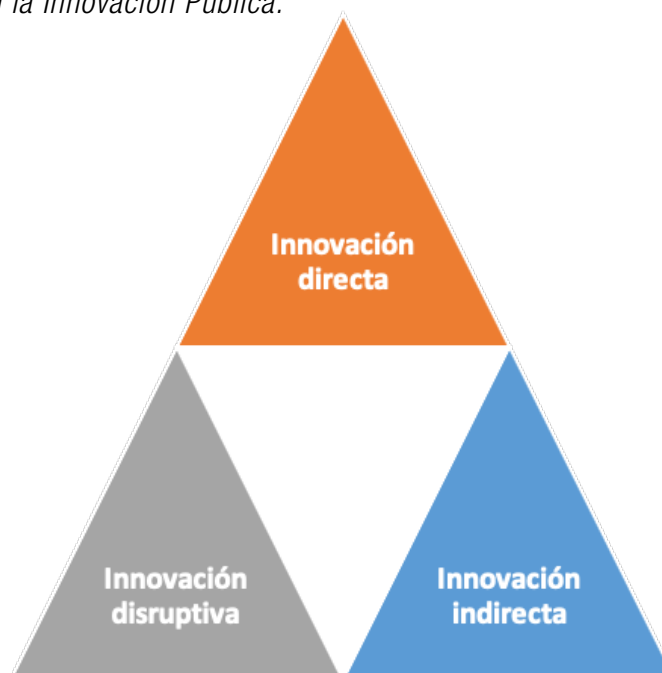 la Innovación Pública.
Innovación
directa
Innovación
disruptiva
Innovación
indirecta